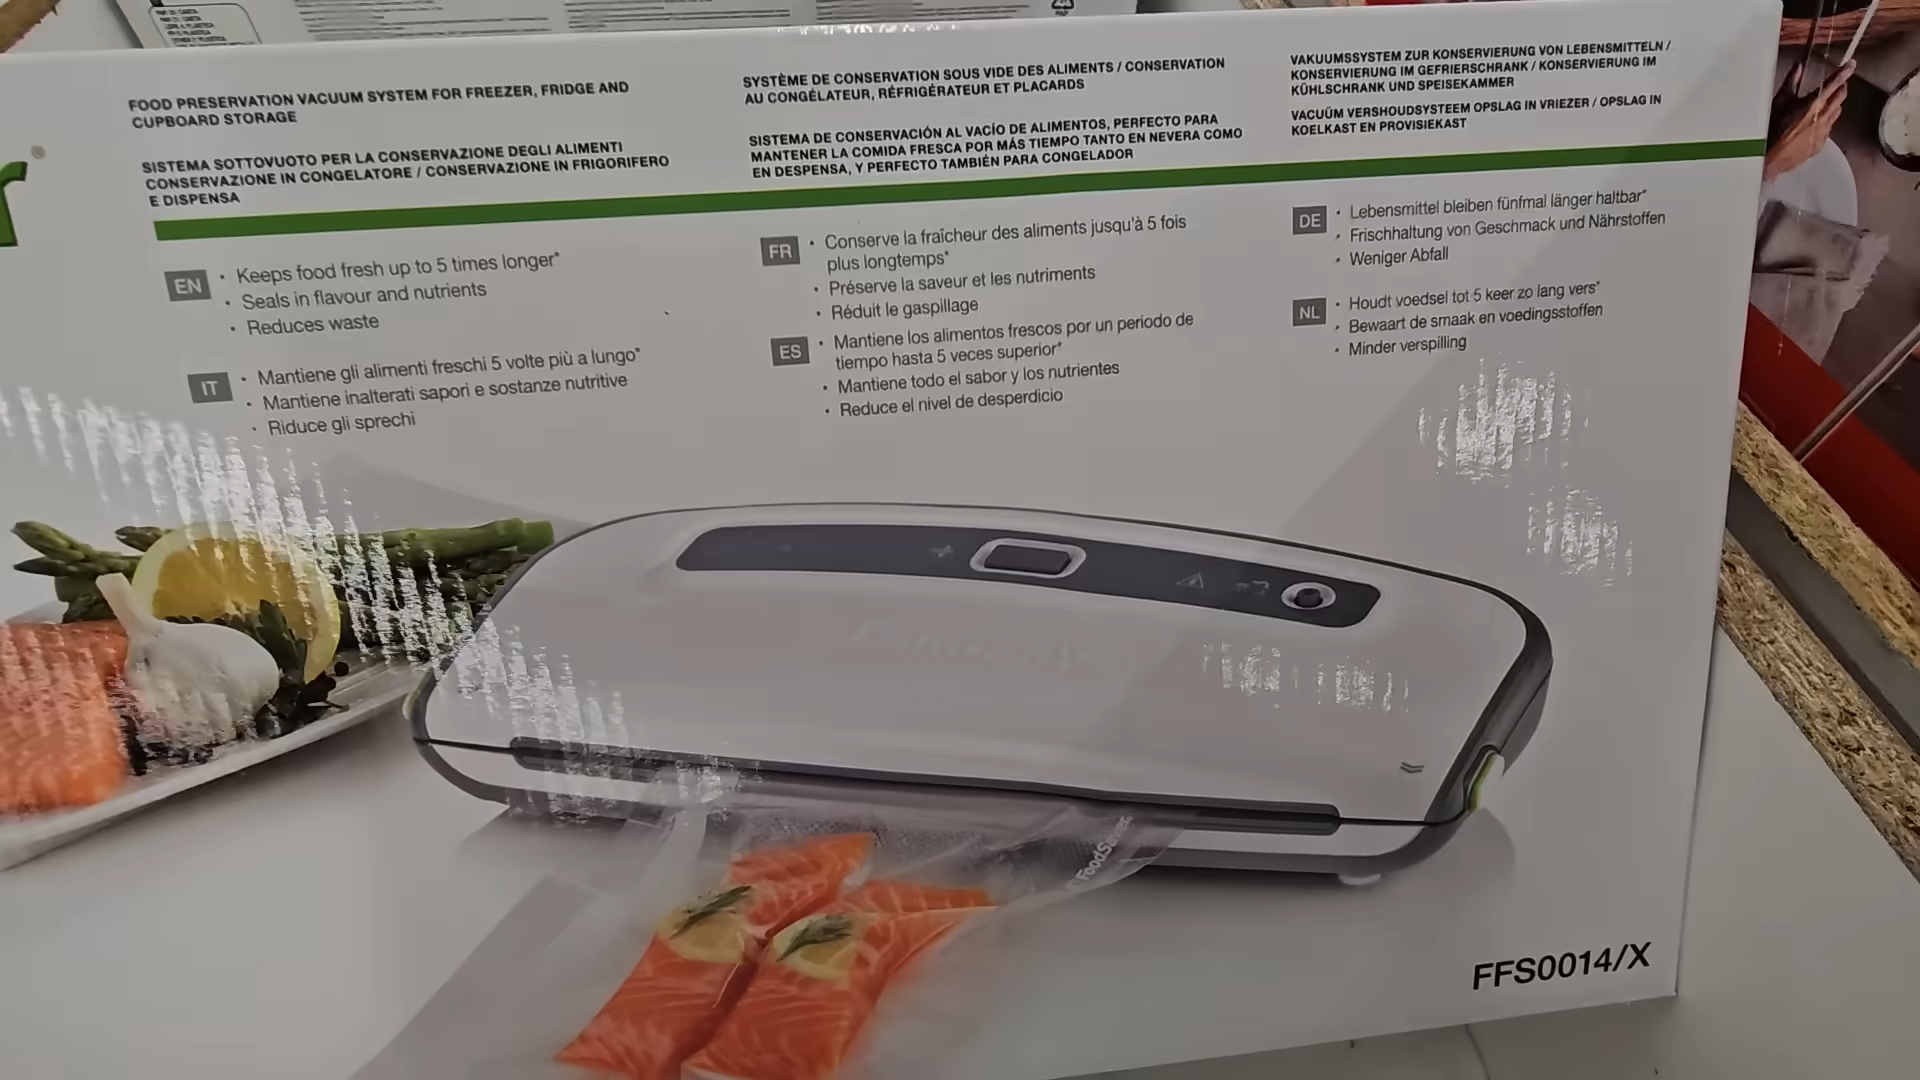 FOOD PRESERVATION VACUUM SYSTEM FOR FREEZER, FRIDGE AND
CUPBOARD STORAGE
SISTEMA SOTTOVUOTO PER LA CONSERVAZIONE DEGLI ALIMENTI
CONSERVAZIONE IN CONGELATORE / CONSERVAZIONE IN FRIGORIFERO
E DISPENSA
SYSTÈME DE CONSERVATION SOUS VIDE DES ALIMENTS / CONSERVATION
AU CONGÉLATEUR, RÉFRIGÉRATEUR ET PLACARDS
SISTEMA DE CONSERVACIÓN AL VACÍO DE ALIMENTOS, PERFECTO PARA
MANTENER LA COMIDA FRESCA POR MÁS TIEMPO TANTO EN NEVERA COMO
EN DESPENSA, Y PERFECTO TAMBIÉN PARA CONGELADOR
VAKUUMSSYSTEM ZUR KONSERVIERUNG VON LEBENSMITTELN /
KONSERVIERUNG IM GEFRIERSCHRANK / KONSERVIERUNG IM
KÜHLSCHRANK UND SPEISEKAMMER
VACUÜM VERSHOUDSYSTEEM OPSLAG IN VRIEZER / OPSLAG IN
KOELKAST EN PROVISIEKAST
r®
EN
• Keeps food fresh up to 5 times longer*
• Seals in flavour and nutrients
• Reduces waste
IT
• Mantiene gli alimenti freschi 5 volte più a lungo*
• Mantiene inalterati sapori e sostanze nutritive
• Riduce gli sprechi
FR
• Conserve la fraîcheur des aliments jusqu'à 5 fois
plus longtemps*
• Préserve la saveur et les nutriments
• Réduit le gaspillage
ES
• Mantiene los alimentos frescos por un periodo de
tiempo hasta 5 veces superior*
• Mantiene todo el sabor y los nutrientes
• Reduce el nivel de desperdicio
DE
• Lebensmittel bleiben fünfmal länger haltbar*
• Frischhaltung von Geschmack und Nährstoffen
• Weniger Abfall
NL
• Houdt voedsel tot 5 keer zo lang vers*
• Bewaart de smaak en voedingsstoffen
• Minder verspilling
FoodSaver
FFS0014/X